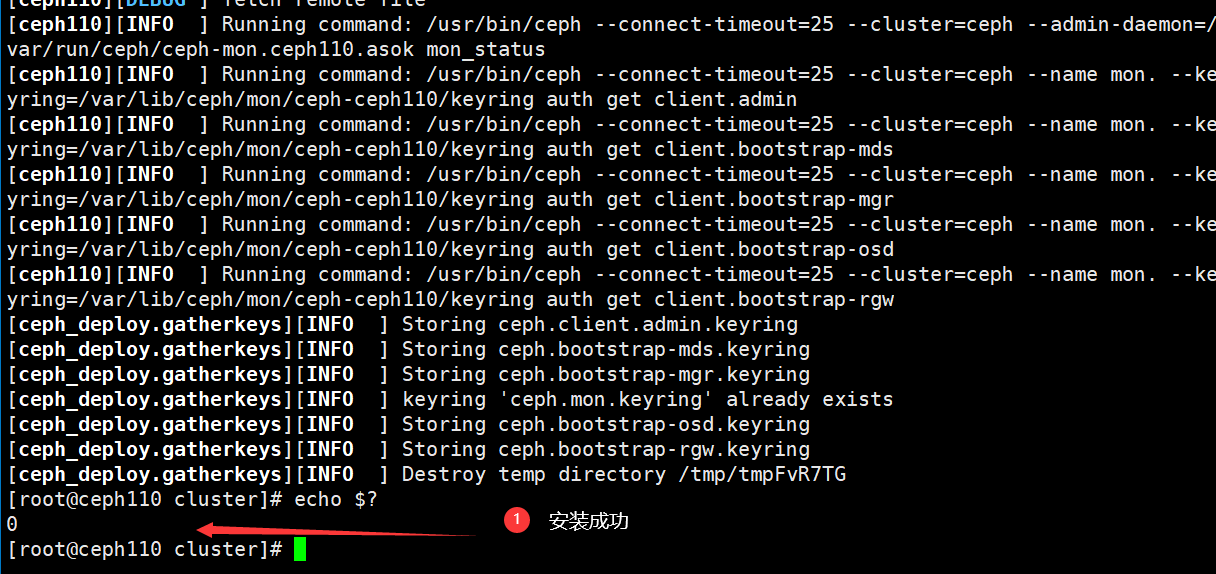 [ceph110][DEBUG ] fetch remote file
[ceph110][INFO  ] Running command: /usr/bin/ceph --connect-timeout=25 --cluster=ceph --admin-daemon=/
var/run/ceph/ceph-mon.ceph110.asok mon_status
[ceph110][INFO  ] Running command: /usr/bin/ceph --connect-timeout=25 --cluster=ceph --name mon. --ke
yring=/var/lib/ceph/mon/ceph-ceph110/keyring auth get client.admin
[ceph110][INFO  ] Running command: /usr/bin/ceph --connect-timeout=25 --cluster=ceph --name mon. --ke
yring=/var/lib/ceph/mon/ceph-ceph110/keyring auth get client.bootstrap-mds
[ceph110][INFO  ] Running command: /usr/bin/ceph --connect-timeout=25 --cluster=ceph --name mon. --ke
yring=/var/lib/ceph/mon/ceph-ceph110/keyring auth get client.bootstrap-mgr
[ceph110][INFO  ] Running command: /usr/bin/ceph --connect-timeout=25 --cluster=ceph --name mon. --ke
yring=/var/lib/ceph/mon/ceph-ceph110/keyring auth get client.bootstrap-osd
[ceph110][INFO  ] Running command: /usr/bin/ceph --connect-timeout=25 --cluster=ceph --name mon. --ke
yring=/var/lib/ceph/mon/ceph-ceph110/keyring auth get client.bootstrap-rgw
[ceph_deploy.gatherkeys][INFO  ] Storing ceph.client.admin.keyring
[ceph_deploy.gatherkeys][INFO  ] Storing ceph.bootstrap-mds.keyring
[ceph_deploy.gatherkeys][INFO  ] Storing ceph.bootstrap-mgr.keyring
[ceph_deploy.gatherkeys][INFO  ] keyring 'ceph.mon.keyring' already exists
[ceph_deploy.gatherkeys][INFO  ] Storing ceph.bootstrap-osd.keyring
[ceph_deploy.gatherkeys][INFO  ] Storing ceph.bootstrap-rgw.keyring
[ceph_deploy.gatherkeys][INFO  ] Destroy temp directory /tmp/tmpFvR7TG
[root@ceph110 cluster]# echo $?
0
1 安装成功
[root@ceph110 cluster]#